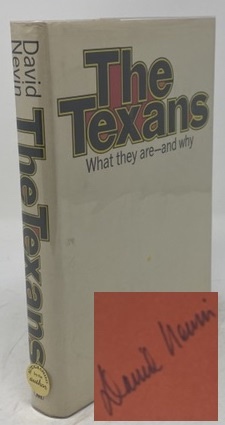 David
Nevin
The Texans
The
Texans
What they are—and why
David Nevin